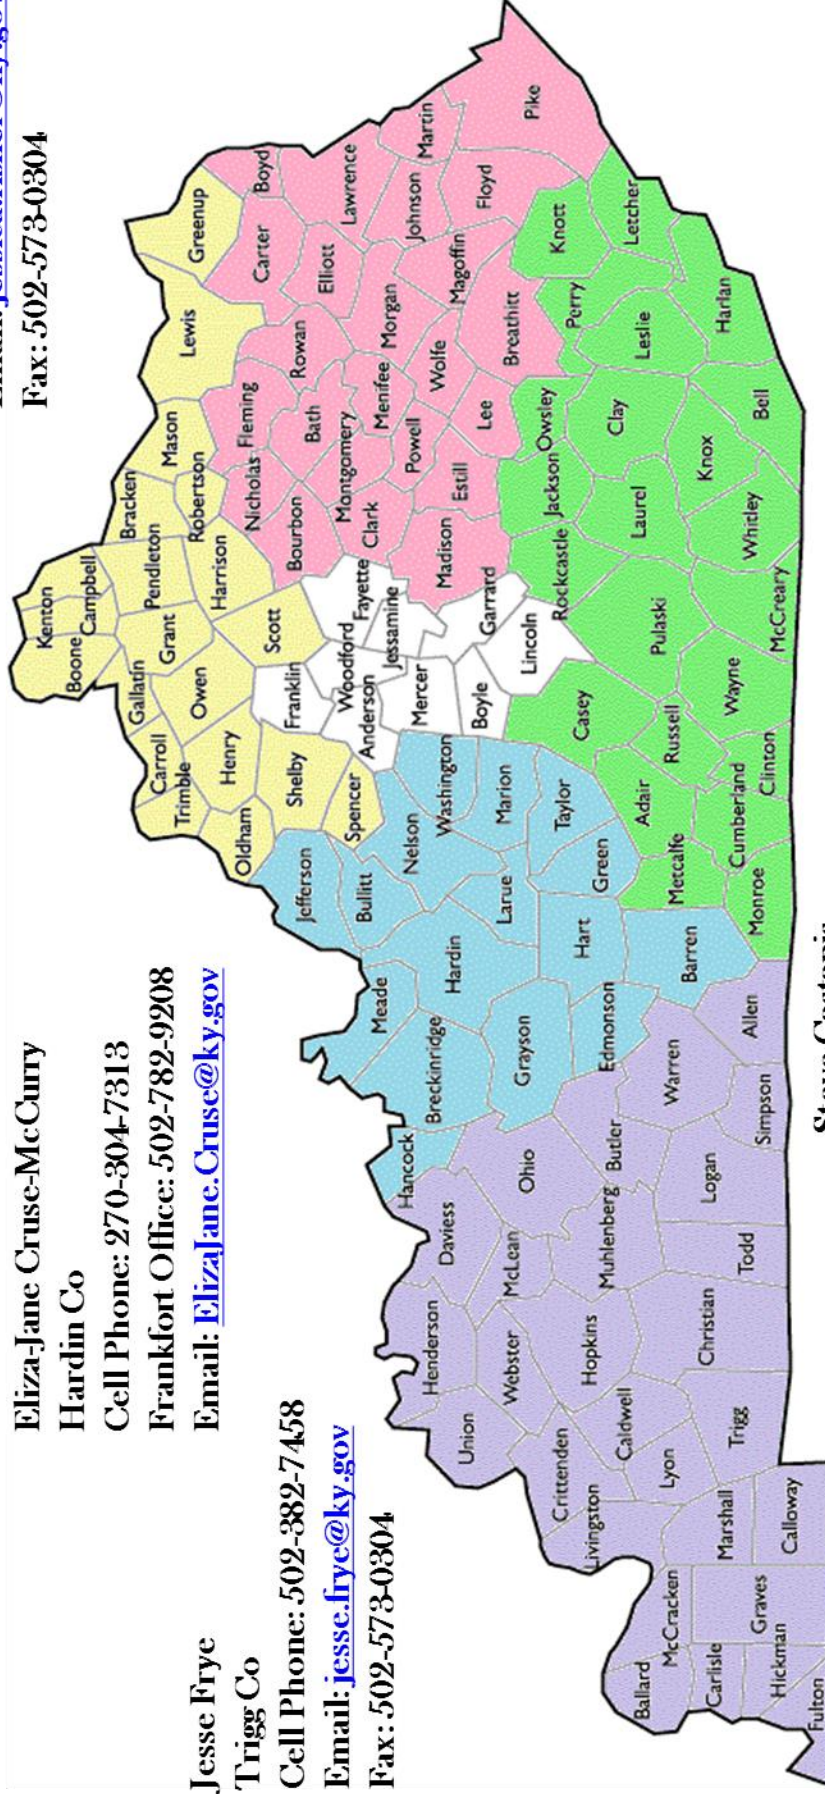 Fax: 502-573-0304
Eliza-Jane Cruse-McCurry
Hardin Co
Cell Phone: 270-304-7313
Frankfort Office: 502-782-9208
Email: ElizaJane.Cruse@ky.gov
Jesse Frye
Trigg Co
Cell Phone: 502-382-7458
Email: jesse.frye@ky.gov
Fax: 502-573-0304
Kenton
Boone
Campbell
Gallatin
Grant
Pendleton
Bracken
Mason
Lewis
Greenup
Carroll
Trimble
Owen
Harrison
Robertson
Fleming
Rowan
Carter
Boyd
Oldham
Henry
Scott
Nicholas
Bath
Elliott
Lawrence
Jefferson
Shelby
Franklin
Bourbon
Montgomery
Menifee
Morgan
Johnson
Martin
Bullitt
Spencer
Anderson
Woodford
Fayette
Clark
Powell
Wolfe
Magoffin
Floyd
Pike
Meade
Hardin
Nelson
Washington
Mercer
Jessamine
Madison
Estill
Lee
Breathitt
Knott
Letcher
Hancock
Breckinridge
Grayson
Larue
Marion
Boyle
Garrard
Lincoln
Rockcastle
Jackson
Owsley
Perry
Leslie
Harlan
Henderson
Daviess
Ohio
Edmonson
Hart
Green
Taylor
Casey
Pulaski
Laurel
Clay
Knox
Bell
Union
Webster
McLean
Muhlenberg
Butler
Warren
Barren
Metcalfe
Adair
Russell
Wayne
McCreary
Whitley
Crittenden
Livingston
Caldwell
Hopkins
Lyon
Trigg
Christian
Todd
Logan
Simpson
Allen
Monroe
Cumberland
Clinton
Ballard
McCracken
Carlisle
Hickman
Fulton
Graves
Marshall
Calloway